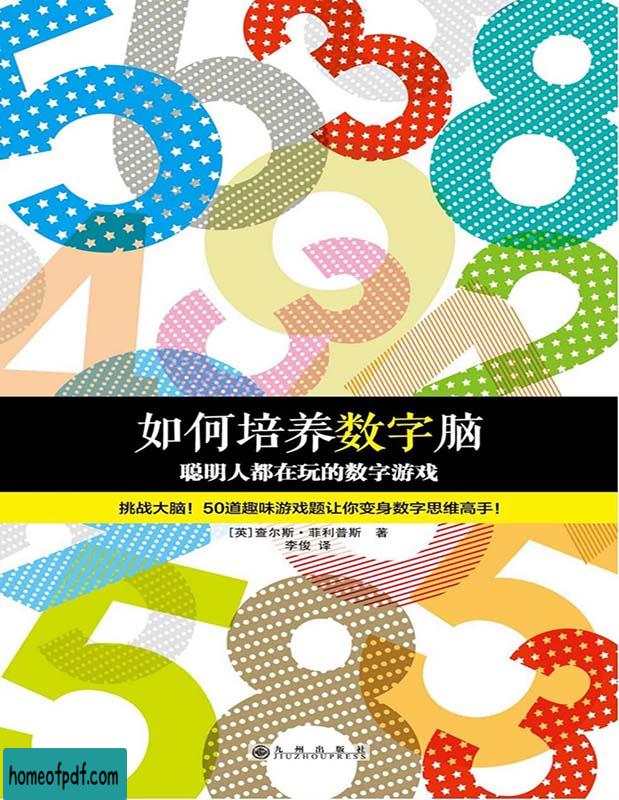 如何培养数字脑
聪明人都在玩的数字游戏
挑战大脑！50道趣味游戏题让你变身数字思维高手！
[英]查尔斯·菲利普斯 著
李俊 译
九州出版社
JIUZHOUPRESS
homeofpdf.com